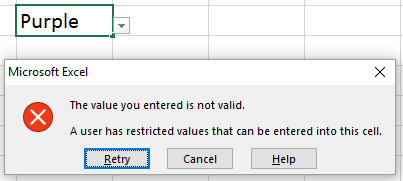 Purple
Microsoft Excel
The value you entered is not valid.
A user has restricted values that can be entered into this cell.
Retry
Cancel
Help